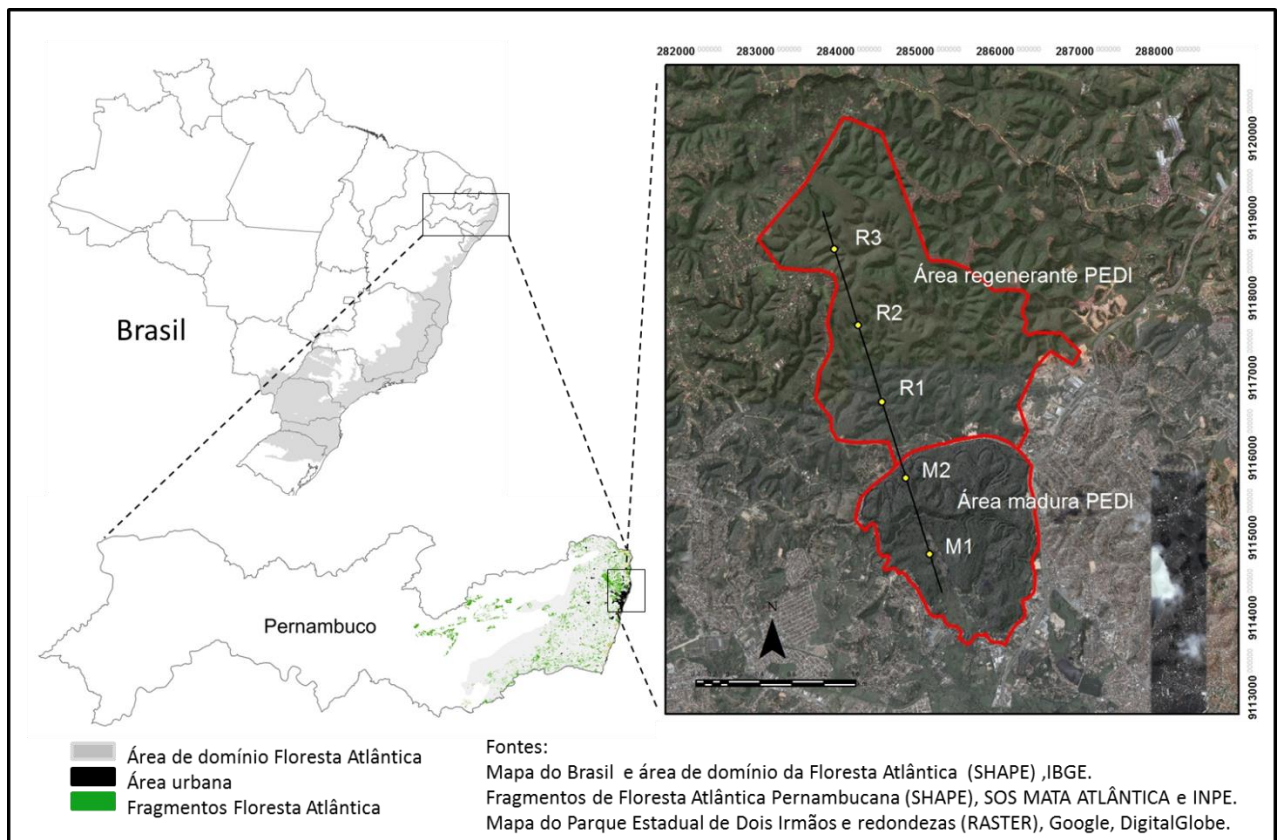 282000 283000 284000 285000 286000 287000 288000
9120000
9119000
9118000
9117000
9116000
9115000
9114000
9113000
Brasil
R3
Área regenerante PEDI
R2
R1
M2
Área madura PEDI
M1
N
Pernambuco
Área de domínio Floresta Atlântica
Área urbana
Fragmentos Floresta Atlântica
Fontes:
Mapa do Brasil e área de domínio da Floresta Atlântica (SHAPE) ,IBGE.
Fragmentos de Floresta Atlântica Pernambucana (SHAPE), SOS MATA ATLÂNTICA e INPE.
Mapa do Parque Estadual de Dois Irmãos e redondezas (RASTER), Google, DigitalGlobe.